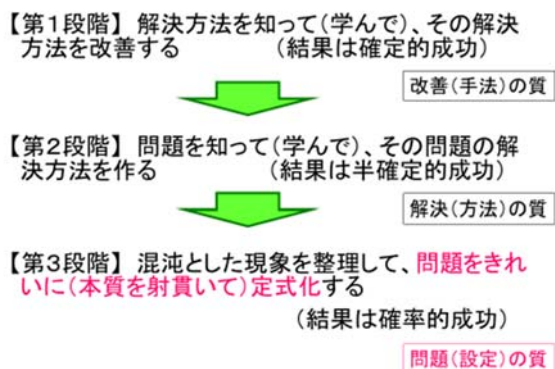 【第1段階】 解決方法を知って(学んで)、その解決
方法を改善する (結果は確定的成功)
改善(手法)の質
【第2段階】 問題を知って(学んで)、その問題の解
決方法を作る (結果は半確定的成功)
解決(方法)の質
【第3段階】 混沌とした現象を整理して、問題をきれ
いに(本質を射貫いて)定式化する
(結果は確率的成功)
問題(設定)の質